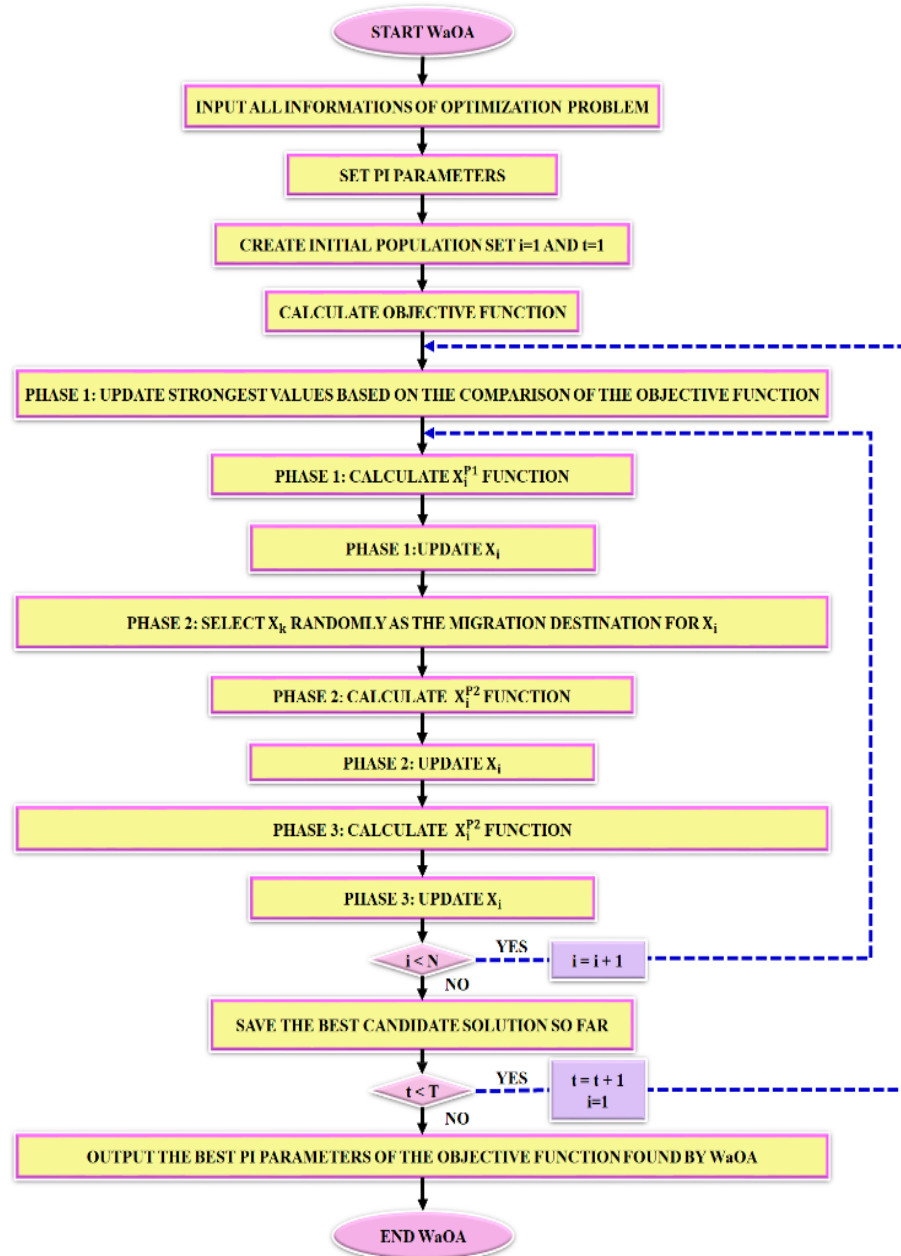 START WaOA
INPUT ALL INFORMATIONS OF OPTIMIZATION PROBLEM
SET PI PARAMETERS
CREATE INITIAL POPULATION SET i=1 AND t=1
CALCULATE OBJECTIVE FUNCTION
PHASE 1: UPDATE STRONGEST VALUES BASED ON THE COMPARISON OF THE OBJECTIVE FUNCTION
PHASE 1: CALCULATE X_i^{P1} FUNCTION
PHASE 1:UPDATE X_i
PHASE 2: SELECT X_k RANDOMLY AS THE MIGRATION DESTINATION FOR X_i
PHASE 2: CALCULATE X_i^{P2} FUNCTION
PHASE 2: UPDATE X_i
PHASE 3: CALCULATE X_i^{P2} FUNCTION
PHASE 3: UPDATE X_i
i < N
YES
i = i + 1
NO
SAVE THE BEST CANDIDATE SOLUTION SO FAR
t < T
YES
t = t + 1
i=1
NO
OUTPUT THE BEST PI PARAMETERS OF THE OBJECTIVE FUNCTION FOUND BY WaOA
END WaOA